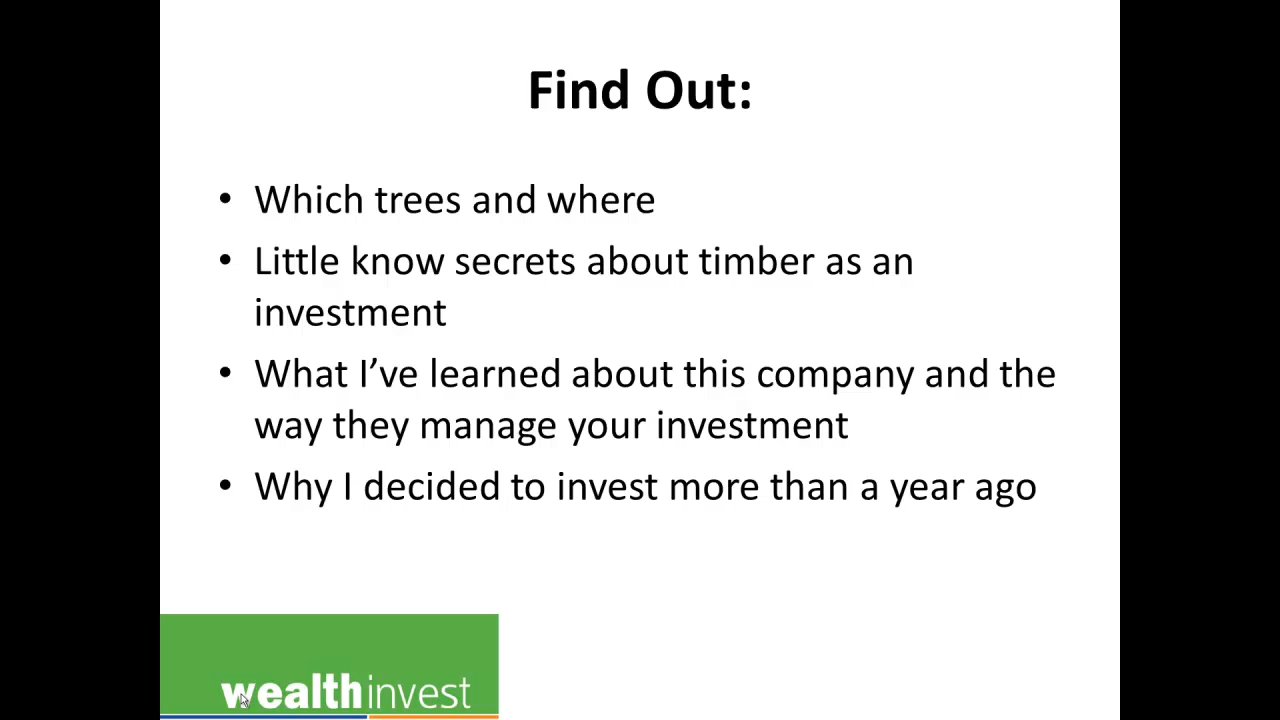 Find Out:
• Which trees and where
• Little know secrets about timber as an
investment
• What I’ve learned about this company and the
way they manage your investment
• Why I decided to invest more than a year ago
wealthinvest